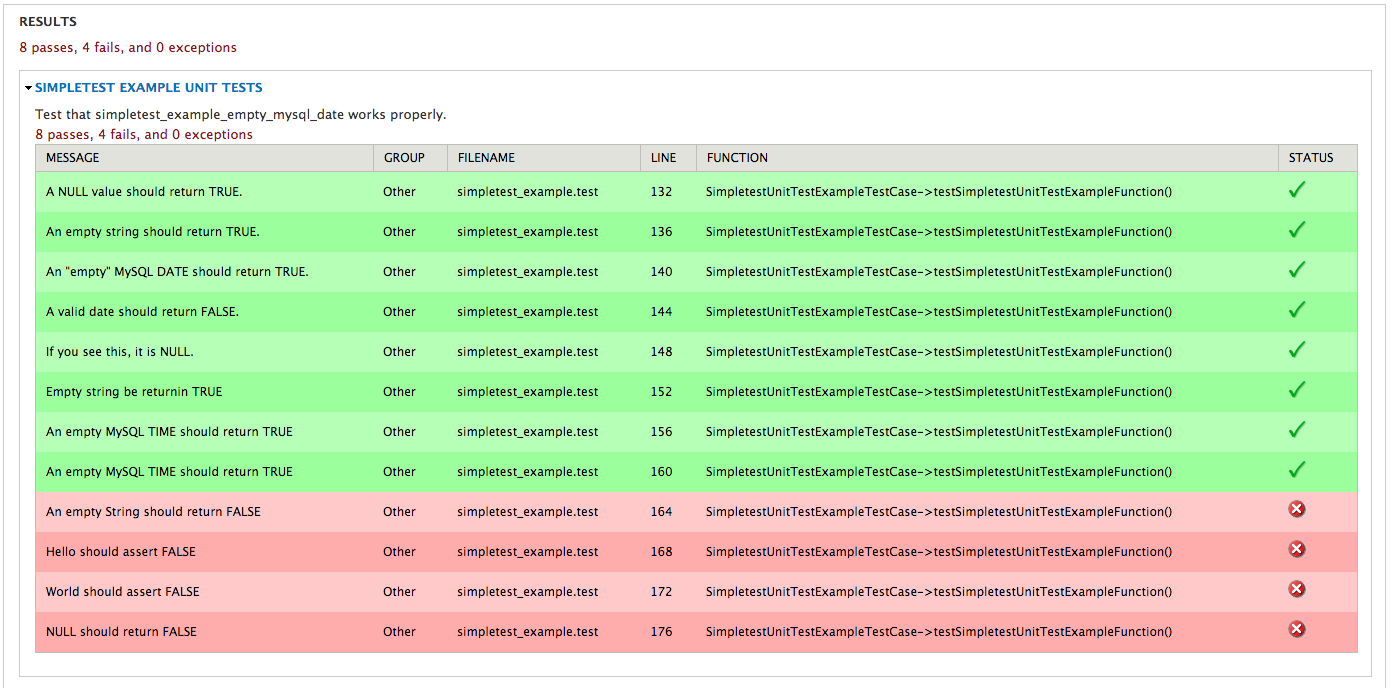 RESULTS
8 passes, 4 fails, and 0 exceptions
SIMPLETEST EXAMPLE UNIT TESTS
Test that simpletest_example_empty_mysql_date works properly.
8 passes, 4 fails, and 0 exceptions
MESSAGE GROUP FILENAME LINE FUNCTION STATUS
A NULL value should return TRUE. Other simpletest_example.test 132 SimpletestUnitTestExampleTestCase->testSimpletestUnitTestExampleFunction()
An empty string should return TRUE. Other simpletest_example.test 136 SimpletestUnitTestExampleTestCase->testSimpletestUnitTestExampleFunction()
An "empty" MySQL DATE should return TRUE. Other simpletest_example.test 140 SimpletestUnitTestExampleTestCase->testSimpletestUnitTestExampleFunction()
A valid date should return FALSE. Other simpletest_example.test 144 SimpletestUnitTestExampleTestCase->testSimpletestUnitTestExampleFunction()
If you see this, it is NULL. Other simpletest_example.test 148 SimpletestUnitTestExampleTestCase->testSimpletestUnitTestExampleFunction()
Empty string be returnin TRUE Other simpletest_example.test 152 SimpletestUnitTestExampleTestCase->testSimpletestUnitTestExampleFunction()
An empty MySQL TIME should return TRUE Other simpletest_example.test 156 SimpletestUnitTestExampleTestCase->testSimpletestUnitTestExampleFunction()
An empty MySQL TIME should return TRUE Other simpletest_example.test 160 SimpletestUnitTestExampleTestCase->testSimpletestUnitTestExampleFunction()
An empty String should return FALSE Other simpletest_example.test 164 SimpletestUnitTestExampleTestCase->testSimpletestUnitTestExampleFunction()
Hello should assert FALSE Other simpletest_example.test 168 SimpletestUnitTestExampleTestCase->testSimpletestUnitTestExampleFunction()
World should assert FALSE Other simpletest_example.test 172 SimpletestUnitTestExampleTestCase->testSimpletestUnitTestExampleFunction()
NULL should return FALSE Other simpletest_example.test 176 SimpletestUnitTestExampleTestCase->testSimpletestUnitTestExampleFunction()